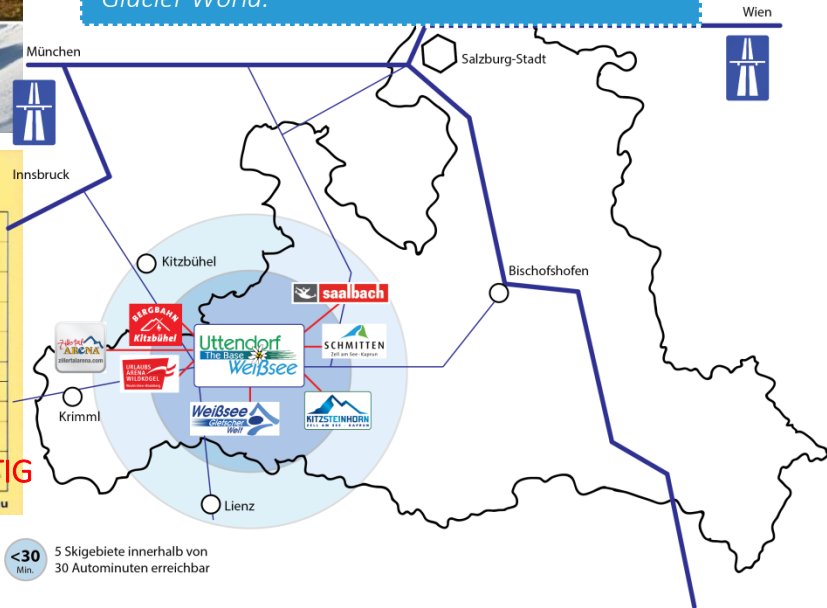 Glacier World.
Wien
München
Salzburg-Stadt
Innsbruck
Kitzbühel
Bischofshofen
saalbach
BERGBAHN
Kitzbühel
Zillertal
ARENA
zillertalarena.com
Uttendorf
The Base
Weißsee
SCHMITTEN
Zell am See - Kaprun
URLAUBS
ARENA
WILDKOGEL
Krimml
Weißsee
Gletscher
Welt
KITZSTEINHORN
ZELL AM SEE - KAPRUN
TIG
u
Lienz
<30
Min.
5 Skigebiete innerhalb von
30 Autominuten erreichbar